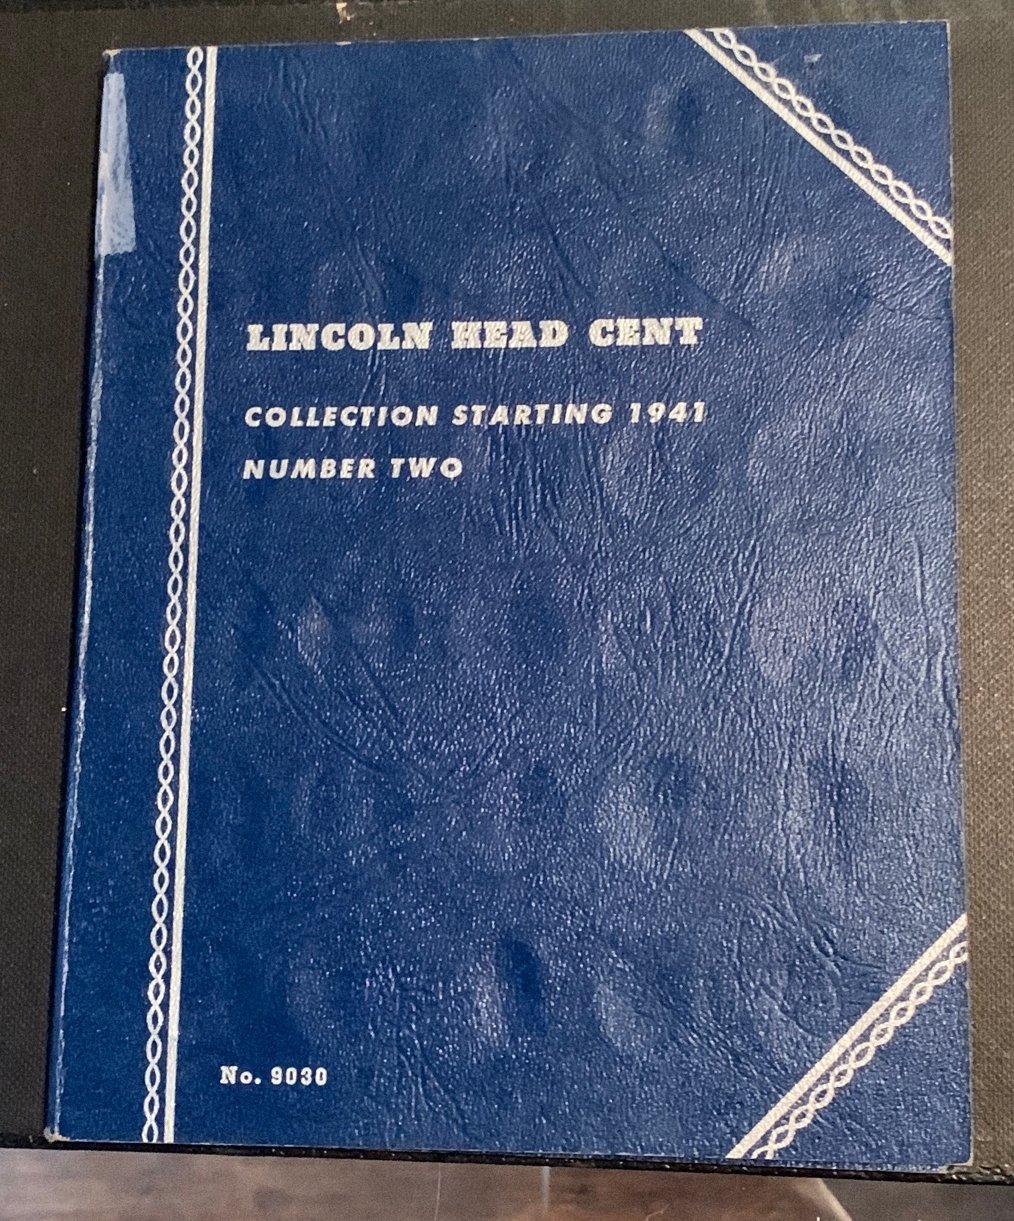 LINCOLN HEAD CENT
COLLECTION STARTING 1941
NUMBER TWO
No. 9030